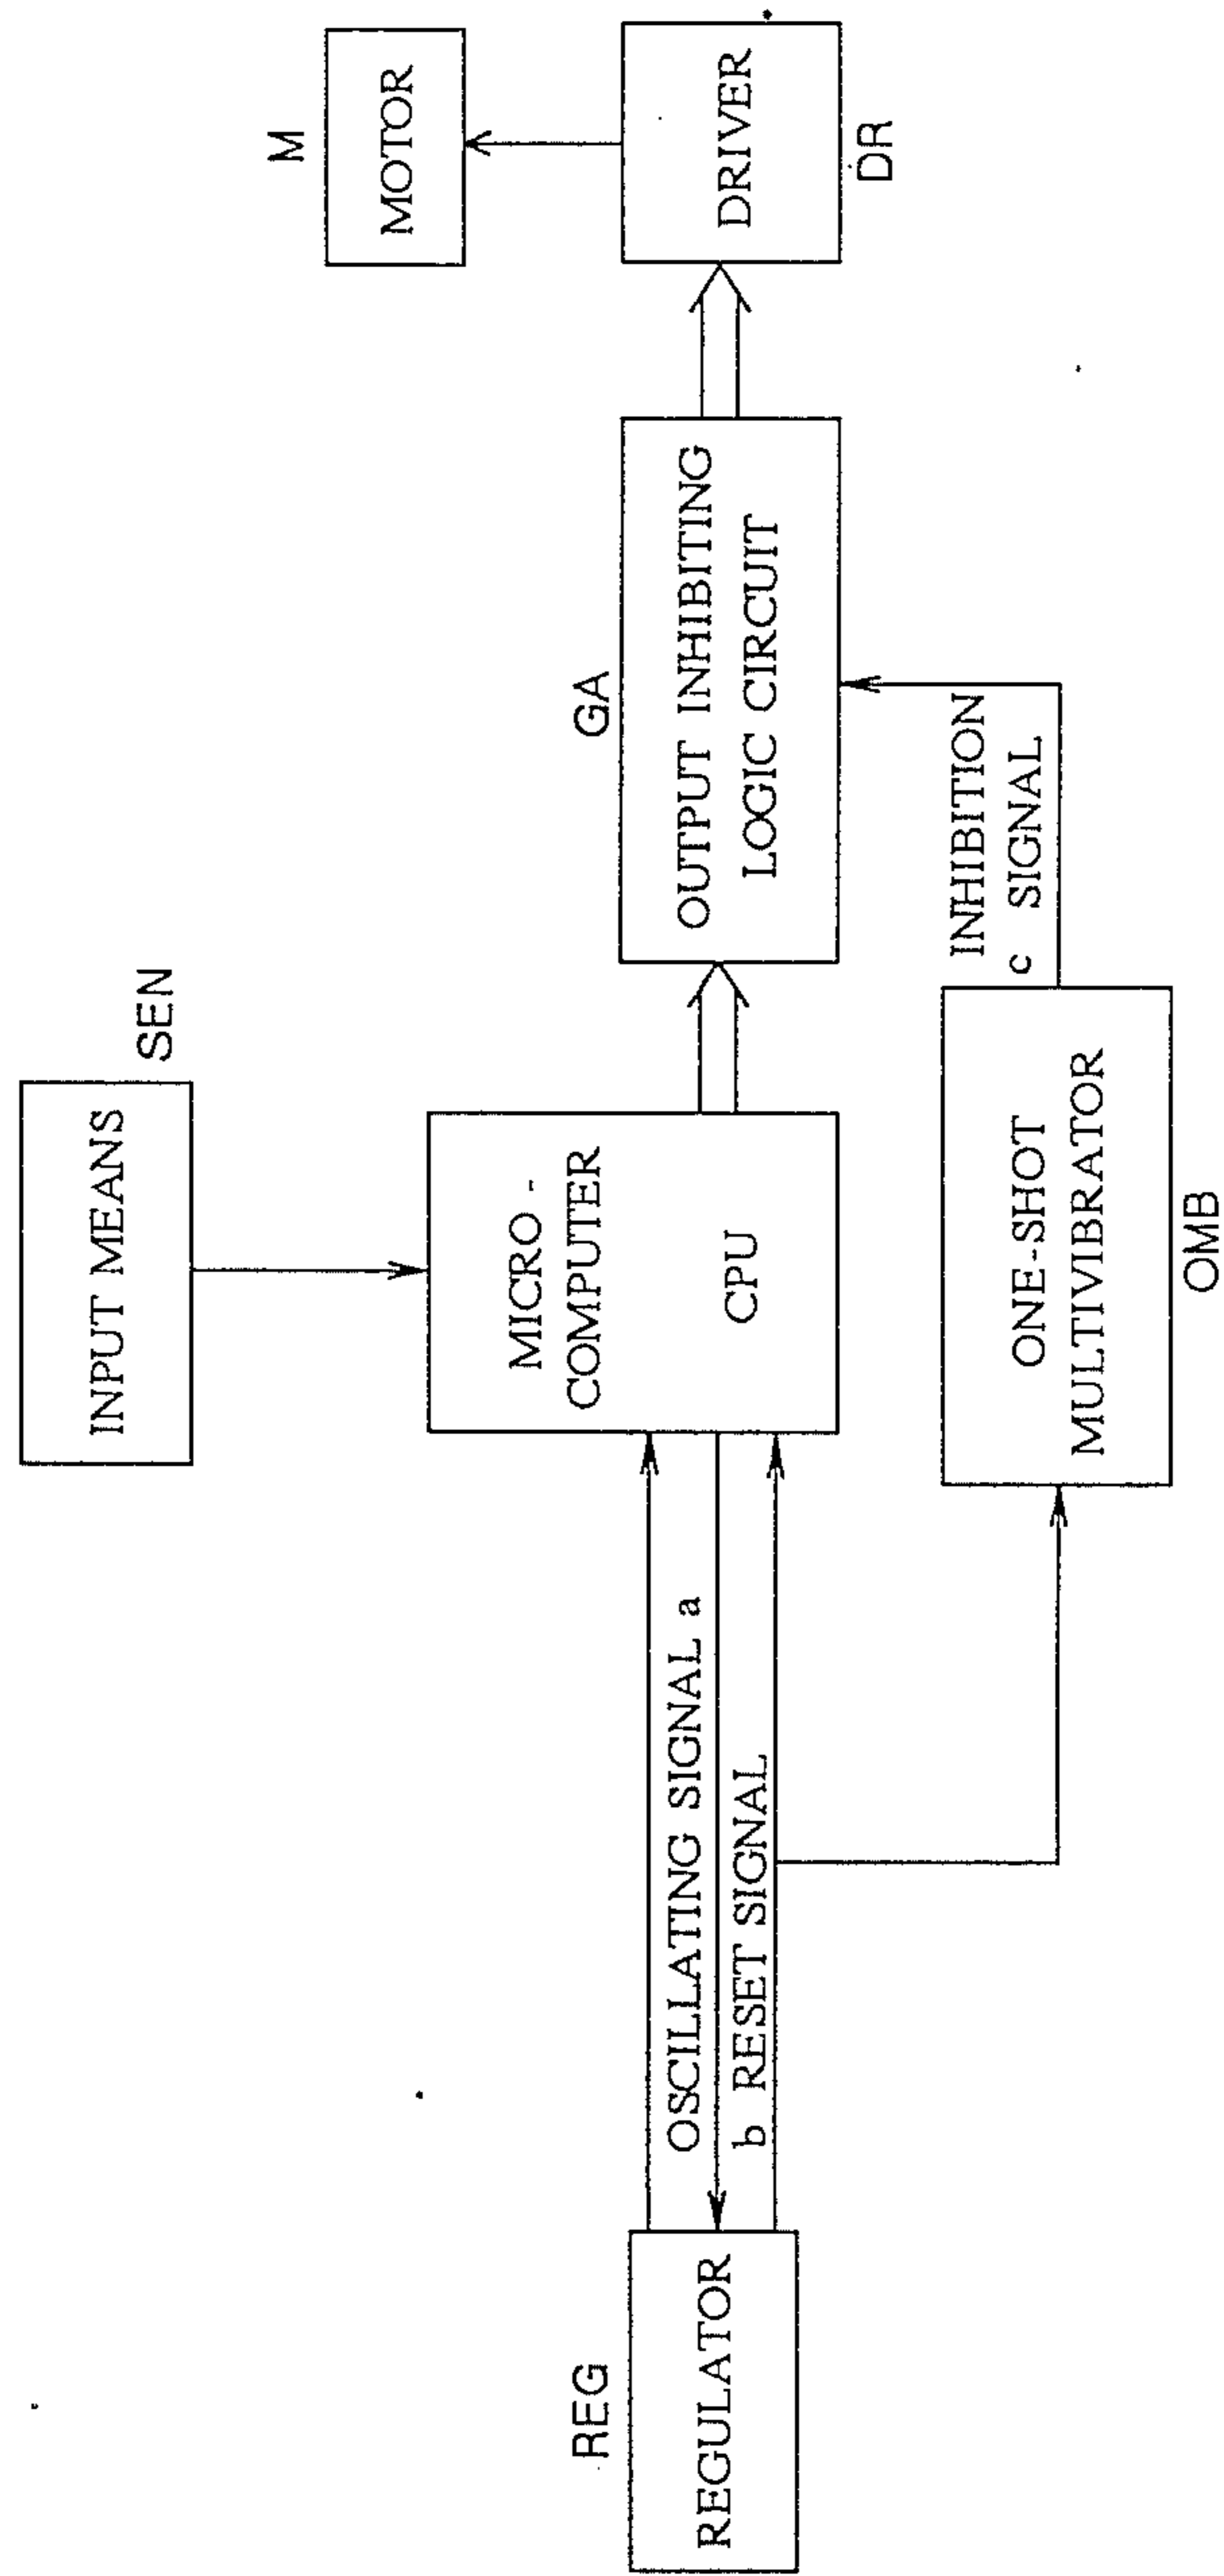 INPUT MEANS
SEN
M
MOTOR
REG
REGULATOR
OSCILLATING SIGNAL a
b RESET SIGNAL
MICRO -
COMPUTER
CPU
GA
OUTPUT INHIBITING
LOGIC CIRCUIT
DRIVER
DR
INHIBITION
c SIGNAL
ONE-SHOT
MULTIVIBRATOR
OMB